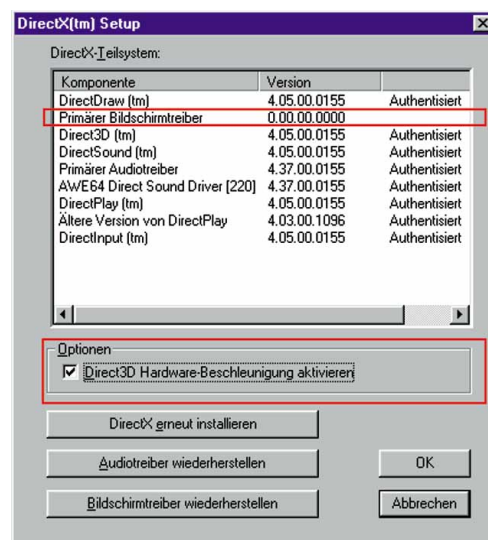 DirectX(tm) Setup
DirectX-Teilsystem:
Komponente Version
DirectDraw (tm) 4.05.00.0155 Authentisiert
Primärer Bildschirmtreiber 0.00.00.0000
Direct3D (tm) 4.05.00.0155 Authentisiert
DirectSound (tm) 4.05.00.0155 Authentisiert
Primärer Audiotreiber 4.37.00.0155 Authentisiert
AWE64 Direct Sound Driver [220] 4.37.00.0155 Authentisiert
DirectPlay (tm) 4.05.00.0155 Authentisiert
Ältere Version von DirectPlay 4.03.00.1096 Authentisiert
DirectInput (tm) 4.05.00.0155 Authentisiert
Optionen
Direct3D Hardware-Beschleunigung aktivieren
DirectX erneut installieren
Audiotreiber wiederherstellen OK
Bildschirmtreiber wiederherstellen Abbrechen